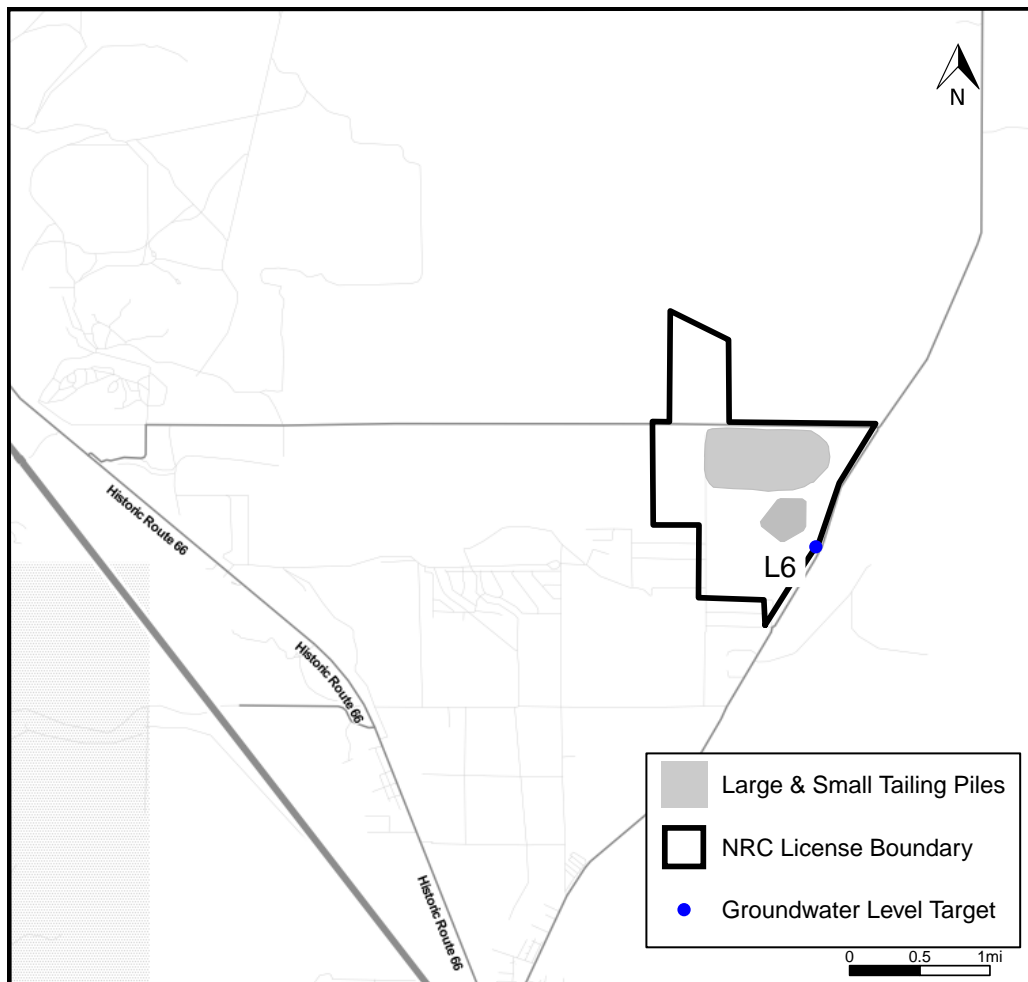 N
Historic Route 66
L6
Historic Route 66
Historic Route 66
Large & Small Tailing Piles
NRC License Boundary
Groundwater Level Target
0 0.5 1mi